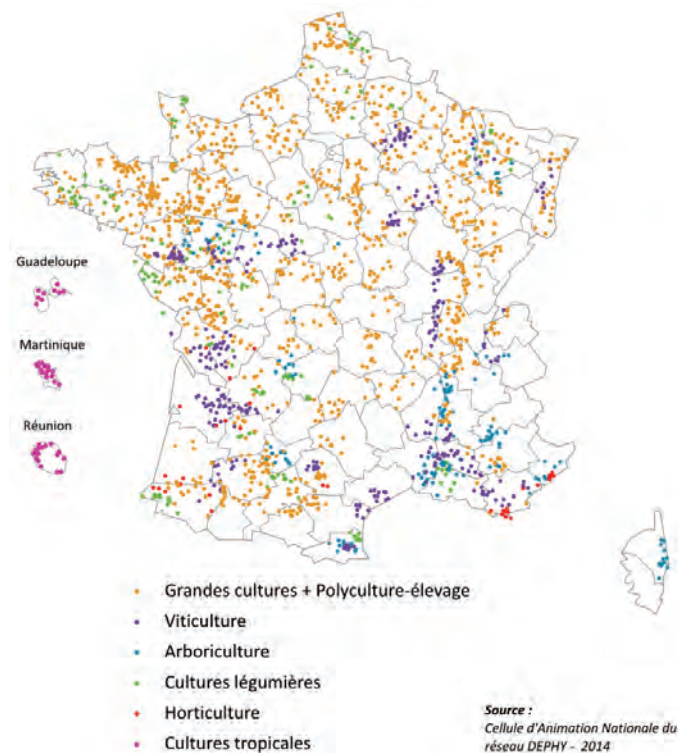 Guadeloupe
Martinique
Réunion
Grandes cultures + Polyculture-élevage
Viticulture
Arboriculture
Cultures légumières
Horticulture
Cultures tropicales
Source :
Cellule d'Animation Nationale du
réseau DEPHY - 2014